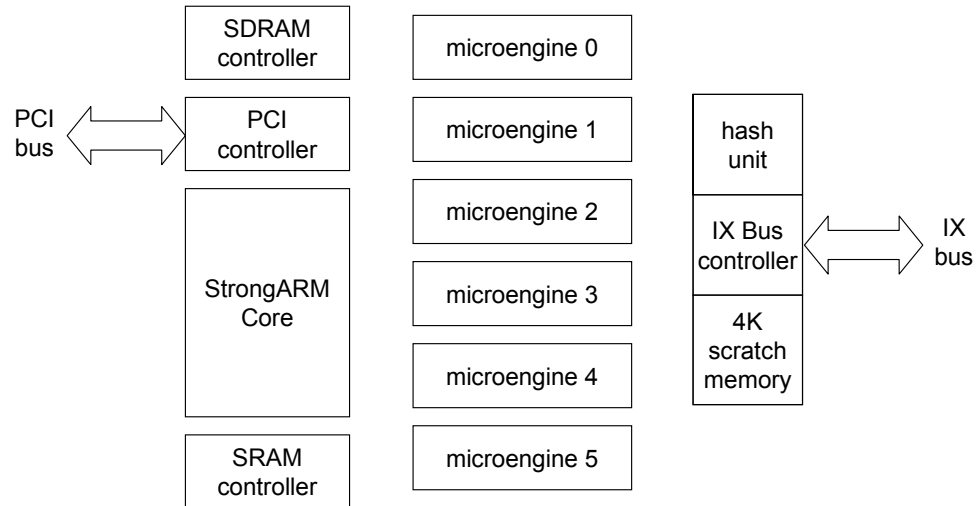 SDRAM
controller
PCI
bus
PCI
controller
StrongARM
Core
SRAM
controller
microengine 0
microengine 1
microengine 2
microengine 3
microengine 4
microengine 5
hash
unit
IX Bus
controller
4K
scratch
memory
IX
bus